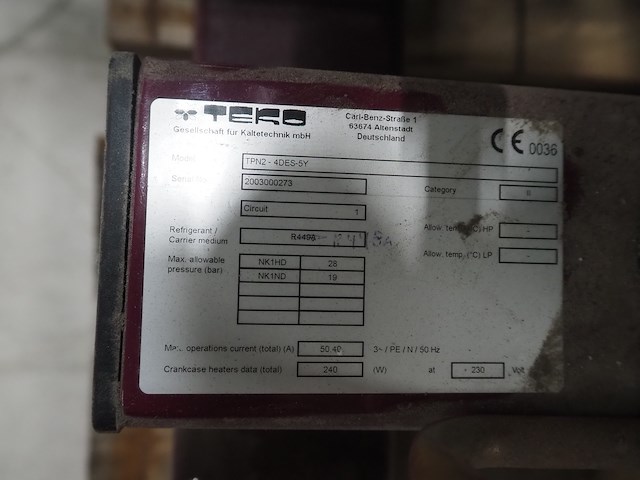 TEKO
Gesellschaft für Kältetechnik mbH
Carl-Benz-Straße 1
63674 Altenstadt
Deutschland
CE 0036
Model TPN2 - 4DES-5Y
Serial No 2003000273
Category
Circuit 1
Refrigerant / Carrier medium
Allow. temp. (°C) HP -
Allow. temp. (°C) LP -
Max. allowable pressure (bar)
NK1HD 28
NK1ND 19
Max. operations current (total) (A) 50.40 3~ / PE / N / 50 Hz
Crankcase heaters data (total) 240 (W) at 230 Volt